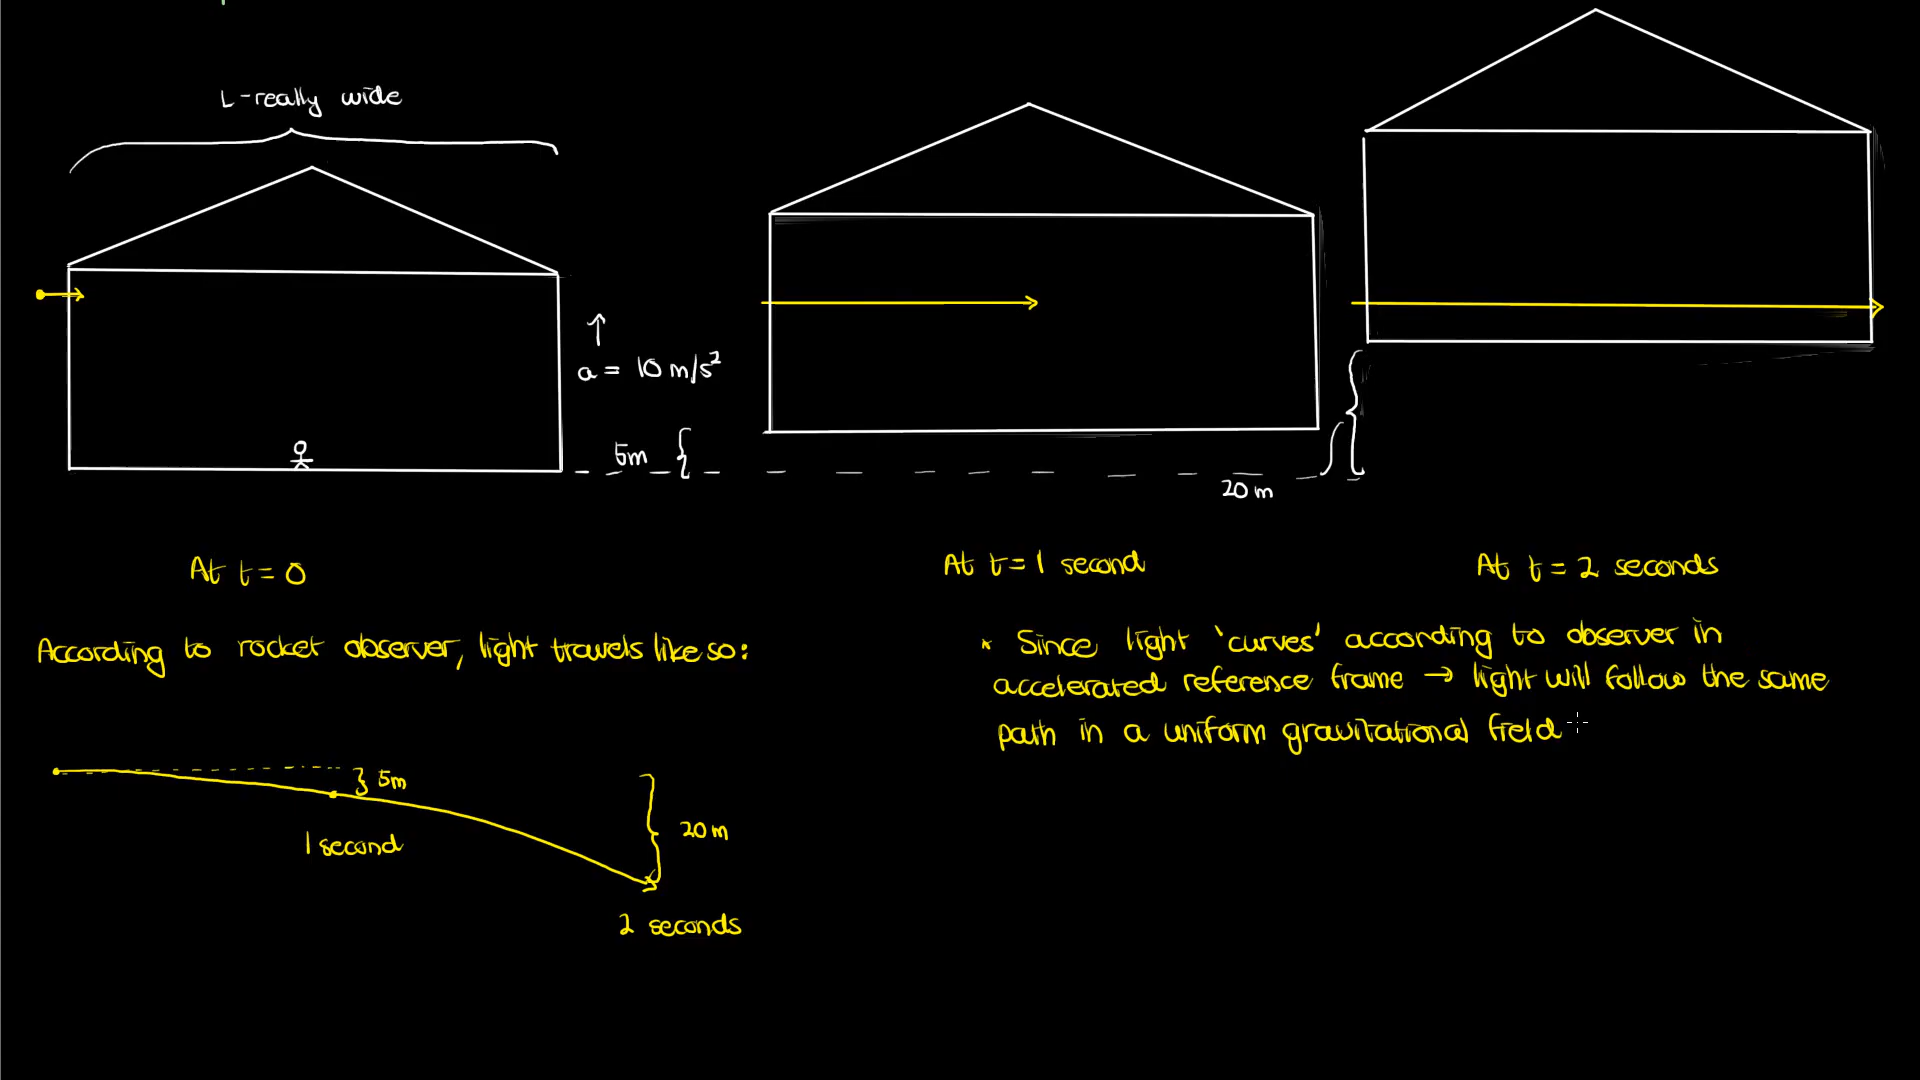 L-really wide
a = 10 m/s²
5m
20m
At t = 0
At t = 1 second
At t = 2 seconds
According to rocket observer, light travels like so:
* Since light 'curves' according to observer in
accelerated reference frame → light will follow the same
path in a uniform gravitational field
5m
1 second
20m
2 seconds